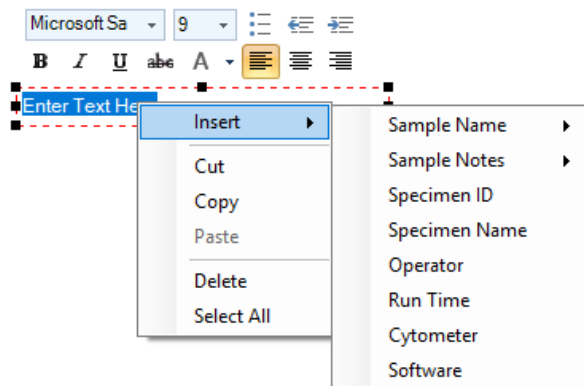 Microsoft Sa 9
B I U abc A
Enter Text He
Insert
Cut
Copy
Paste
Delete
Select All
Sample Name
Sample Notes
Specimen ID
Specimen Name
Operator
Run Time
Cytometer
Software